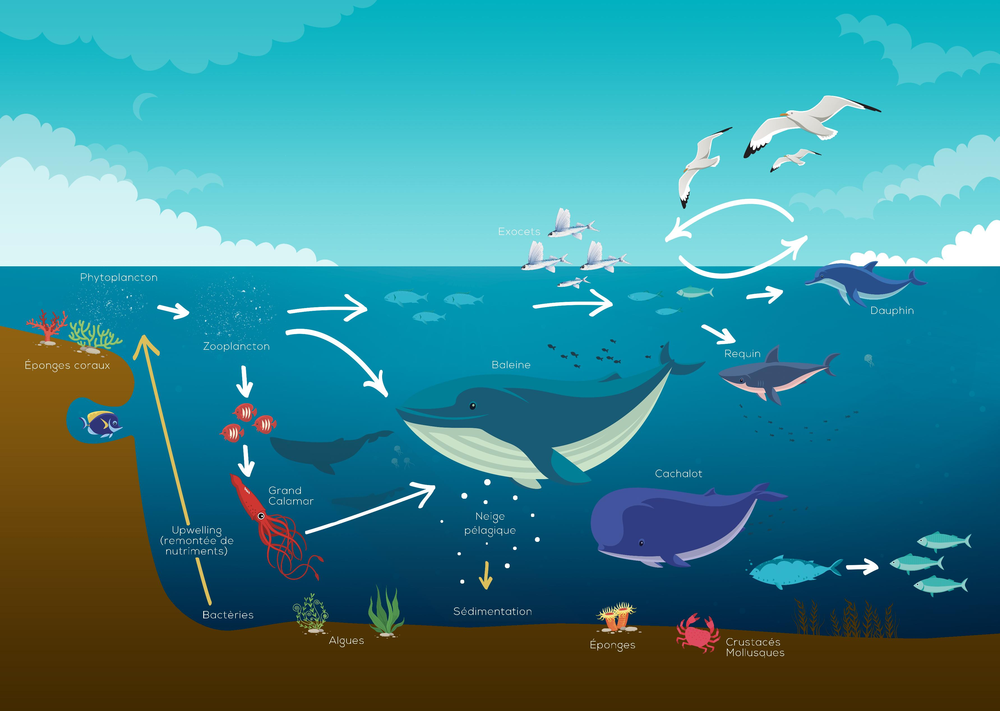 Exocets
Phytoplancton
Dauphin
Zooplancton
Requin
Éponges coraux
Baleine
Cachalot
Grand
Calamar
Neige
pélagique
Upwelling
(remontée de
nutriments)
Sédimentation
Bactèries
Algues
Éponges
Crustacés
Mollusques